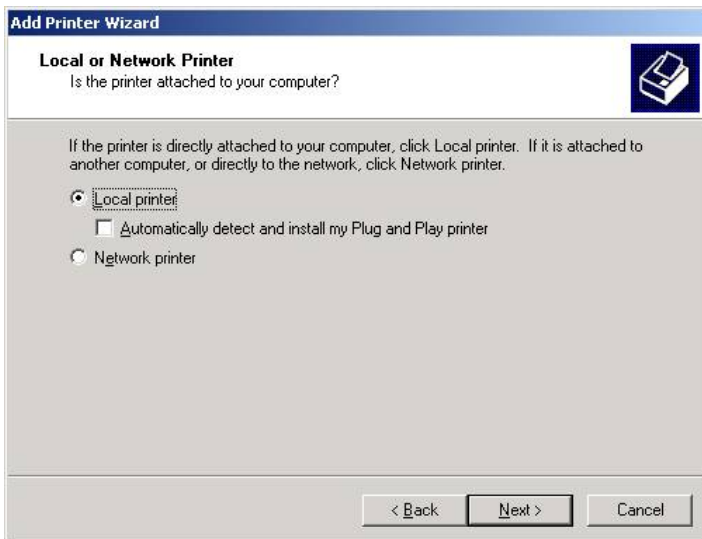 Add Printer Wizard
Local or Network Printer
Is the printer attached to your computer?
If the printer is directly attached to your computer, click Local printer. If it is attached to
another computer, or directly to the network, click Network printer.
Local printer
Automatically detect and install my Plug and Play printer
Network printer
< Back Next > Cancel